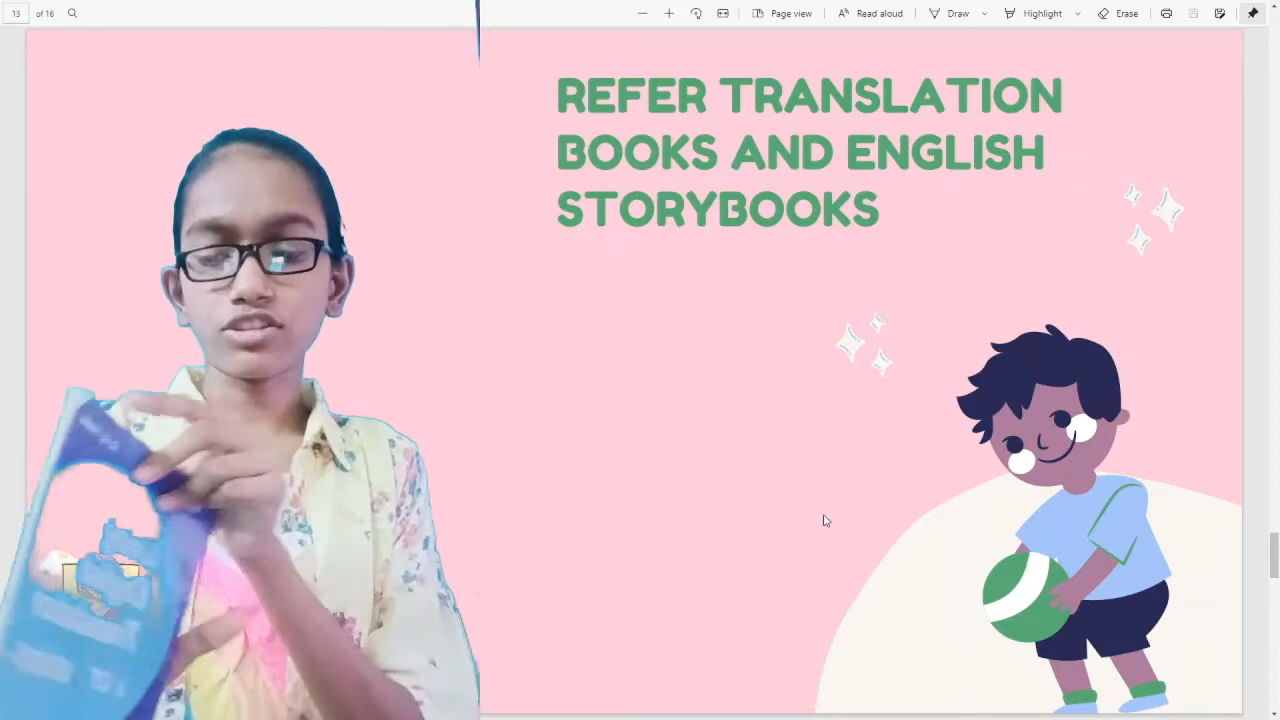 13 of 16
Page view
Read aloud
Draw
Highlight
Erase
REFER TRANSLATION
BOOKS AND ENGLISH
STORYBOOKS